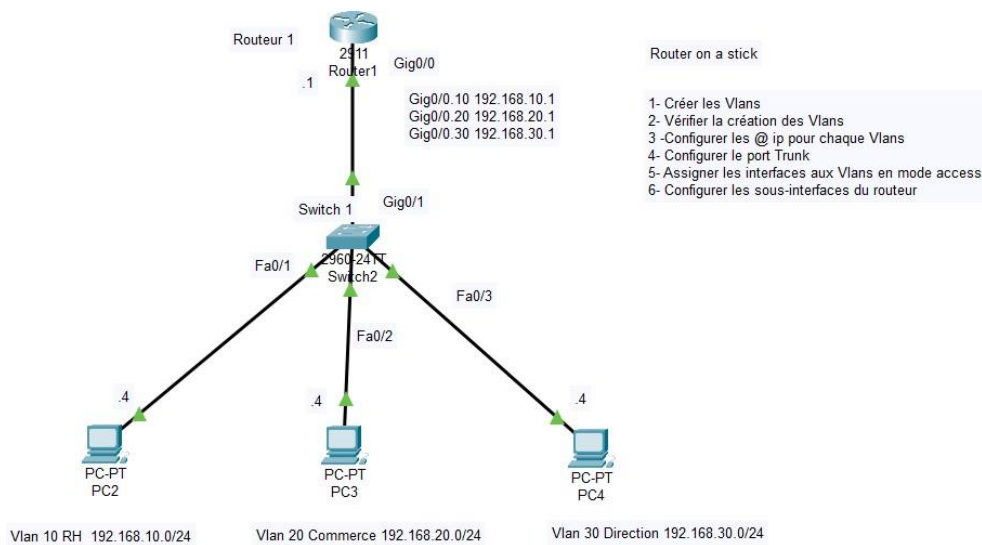 Routeur 1
2911
Router1
Gig0/0
.1
Gig0/0.10 192.168.10.1
Gig0/0.20 192.168.20.1
Gig0/0.30 192.168.30.1
Router on a stick
1- Créer les Vlans
2- Vérifier la création des Vlans
3 -Configurer les @ ip pour chaque Vlans
4- Configurer le port Trunk
5- Assigner les interfaces aux Vlans en mode access
6- Configurer les sous-interfaces du routeur
Switch 1
Gig0/1
2960-24TT
Switch2
Fa0/1
Fa0/2
Fa0/3
.4
.4
.4
PC-PT
PC2
PC-PT
PC3
PC-PT
PC4
Vlan 10 RH 192.168.10.0/24
Vlan 20 Commerce 192.168.20.0/24
Vlan 30 Direction 192.168.30.0/24